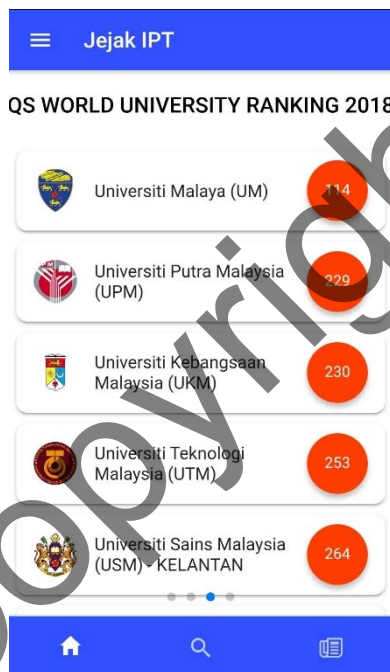 Jejak IPT
QS WORLD UNIVERSITY RANKING 2018
Universiti Malaya (UM)
114
Universiti Putra Malaysia
(UPM)
229
Universiti Kebangsaan
Malaysia (UKM)
230
Universiti Teknologi
Malaysia (UTM)
253
Universiti Sains Malaysia
(USM) - KELANTAN
264